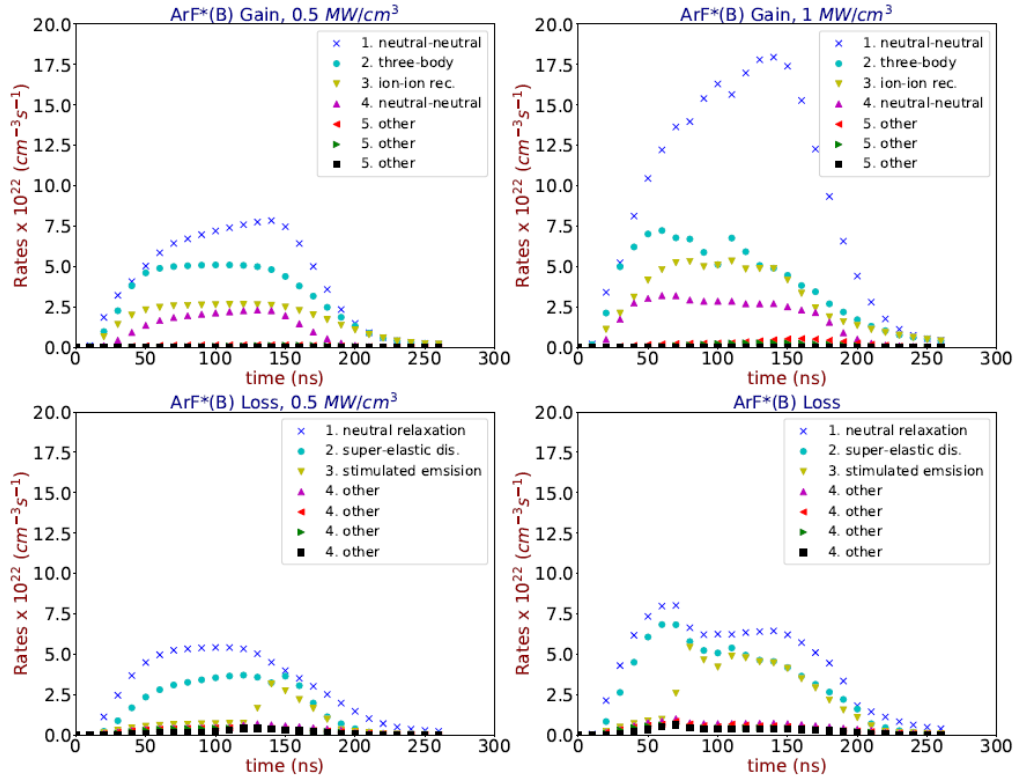 ArF*(B) Gain, 0.5 MW/cm³
Rates x 10²² (cm⁻³s⁻¹)
20.0
17.5
15.0
12.5
10.0
7.5
5.0
2.5
0.0
1. neutral-neutral
2. three-body
3. ion-ion rec.
4. neutral-neutral
5. other
5. other
5. other
0 50 100 150 200 250 300
time (ns)
ArF*(B) Gain, 1 MW/cm³
Rates x 10²² (cm⁻³s⁻¹)
20.0
17.5
15.0
12.5
10.0
7.5
5.0
2.5
0.0
1. neutral-neutral
2. three-body
3. ion-ion rec.
4. neutral-neutral
5. other
5. other
5. other
0 50 100 150 200 250 300
time (ns)
ArF*(B) Loss, 0.5 MW/cm³
Rates x 10²² (cm⁻³s⁻¹)
20.0
17.5
15.0
12.5
10.0
7.5
5.0
2.5
0.0
1. neutral relaxation
2. super-elastic dis.
3. stimulated emsision
4. other
4. other
4. other
4. other
0 50 100 150 200 250 300
time (ns)
ArF*(B) Loss
Rates x 10²² (cm⁻³s⁻¹)
20.0
17.5
15.0
12.5
10.0
7.5
5.0
2.5
0.0
1. neutral relaxation
2. super-elastic dis.
3. stimulated emsision
4. other
4. other
4. other
4. other
0 50 100 150 200 250 300
time (ns)